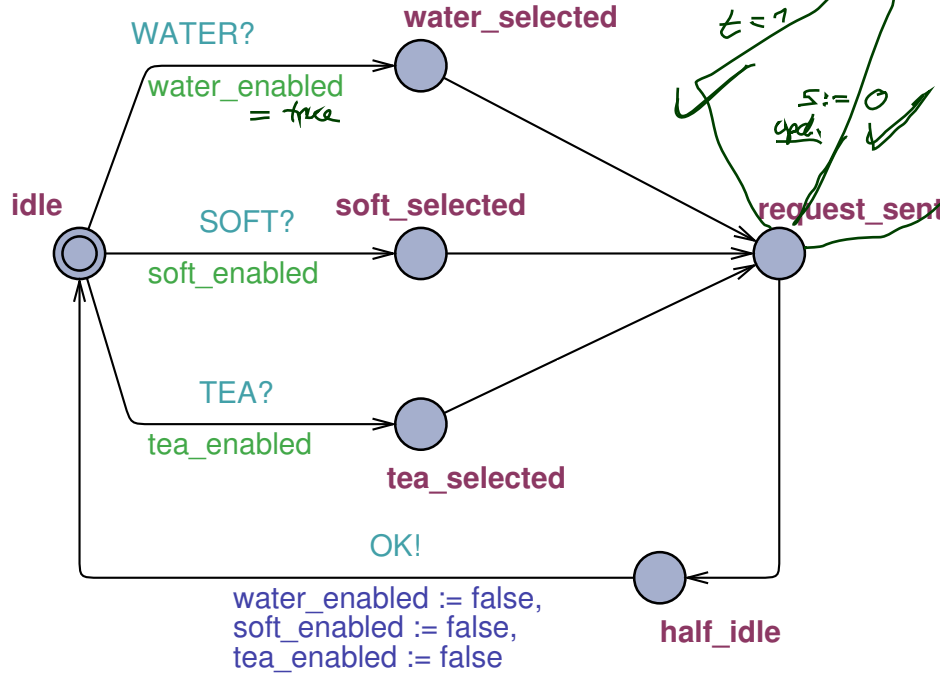 water_selected
t = 1
WATER?
water_enabled
= true
s := 0
upd.
idle
soft_selected
request_sent
SOFT?
soft_enabled
TEA?
tea_enabled
tea_selected
OK!
water_enabled := false,
soft_enabled := false,
tea_enabled := false
half_idle